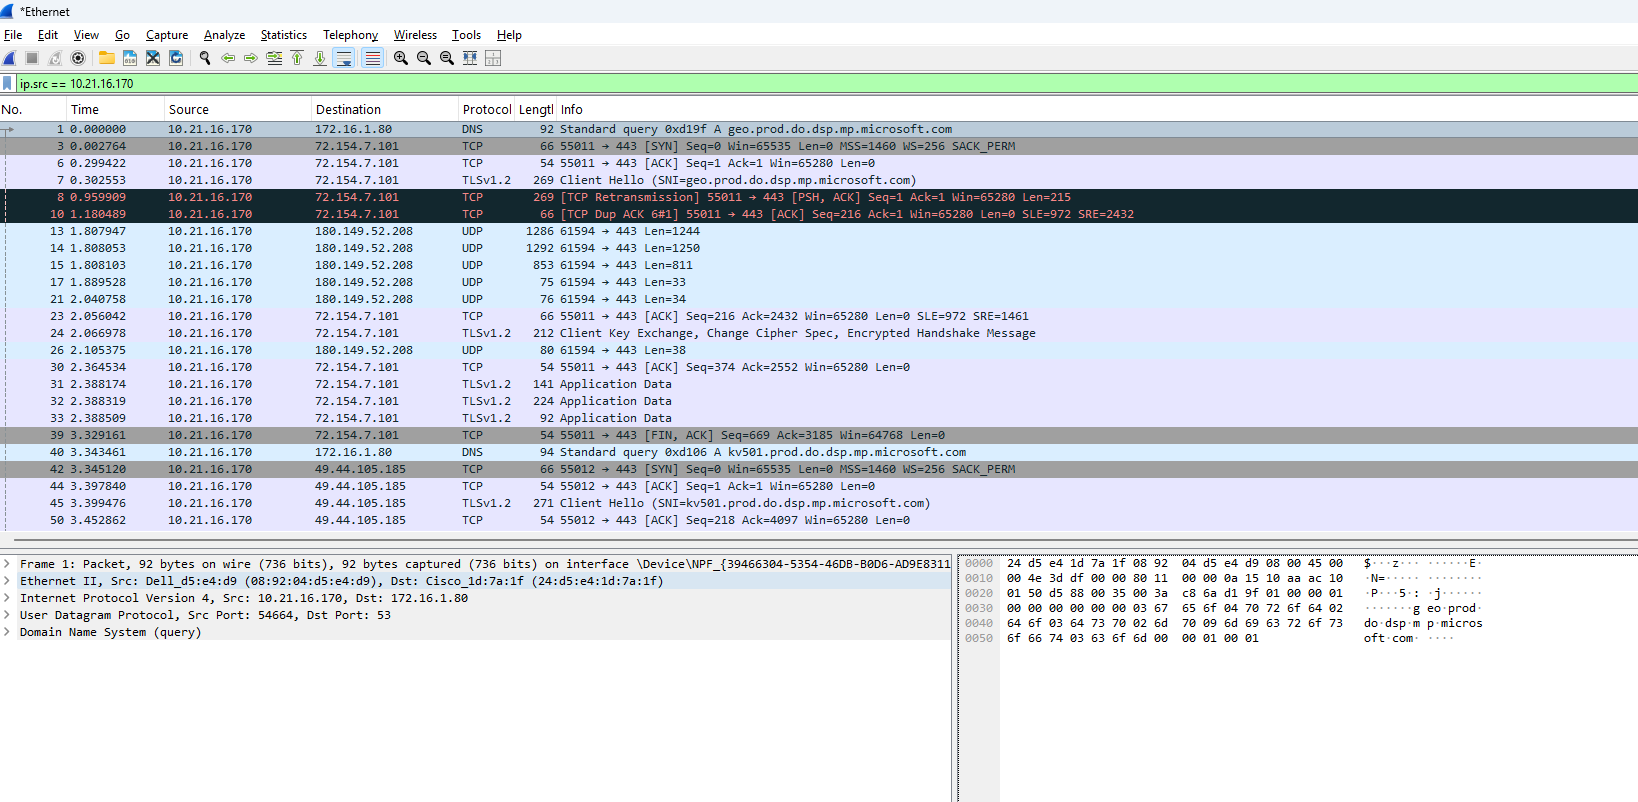 *Ethernet
File Edit View Go Capture Analyze Statistics Telephony Wireless Tools Help
ip.src == 10.21.16.170
No. Time Source Destination Protocol Lengtl Info
1 0.000000 10.21.16.170 172.16.1.80 DNS 92 Standard query 0xd19f A geo.prod.do.dsp.mp.microsoft.com
3 0.002764 10.21.16.170 72.154.7.101 TCP 66 55011 → 443 [SYN] Seq=0 Win=65535 Len=0 MSS=1460 WS=256 SACK_PERM
6 0.299422 10.21.16.170 72.154.7.101 TCP 54 55011 → 443 [ACK] Seq=1 Ack=1 Win=65280 Len=0
7 0.302553 10.21.16.170 72.154.7.101 TLSv1.2 269 Client Hello (SNI=geo.prod.do.dsp.mp.microsoft.com)
8 0.959909 10.21.16.170 72.154.7.101 TCP 269 [TCP Retransmission] 55011 → 443 [PSH, ACK] Seq=1 Ack=1 Win=65280 Len=215
10 1.180489 10.21.16.170 72.154.7.101 TCP 66 [TCP Dup ACK 6#1] 55011 → 443 [ACK] Seq=216 Ack=1 Win=65280 Len=0 SLE=972 SRE=2432
13 1.807947 10.21.16.170 180.149.52.208 UDP 1286 61594 → 443 Len=1244
14 1.808053 10.21.16.170 180.149.52.208 UDP 1292 61594 → 443 Len=1250
15 1.808103 10.21.16.170 180.149.52.208 UDP 853 61594 → 443 Len=811
17 1.889528 10.21.16.170 180.149.52.208 UDP 75 61594 → 443 Len=33
21 2.040758 10.21.16.170 180.149.52.208 UDP 76 61594 → 443 Len=34
23 2.056042 10.21.16.170 72.154.7.101 TCP 66 55011 → 443 [ACK] Seq=216 Ack=2432 Win=65280 Len=0 SLE=972 SRE=1461
24 2.066978 10.21.16.170 72.154.7.101 TLSv1.2 212 Client Key Exchange, Change Cipher Spec, Encrypted Handshake Message
26 2.105375 10.21.16.170 180.149.52.208 UDP 80 61594 → 443 Len=38
30 2.364534 10.21.16.170 72.154.7.101 TCP 54 55011 → 443 [ACK] Seq=374 Ack=2552 Win=65280 Len=0
31 2.388174 10.21.16.170 72.154.7.101 TLSv1.2 141 Application Data
32 2.388319 10.21.16.170 72.154.7.101 TLSv1.2 224 Application Data
33 2.388509 10.21.16.170 72.154.7.101 TLSv1.2 92 Application Data
39 3.329161 10.21.16.170 72.154.7.101 TCP 54 55011 → 443 [FIN, ACK] Seq=669 Ack=3185 Win=64768 Len=0
40 3.343461 10.21.16.170 172.16.1.80 DNS 94 Standard query 0xd106 A kv501.prod.do.dsp.mp.microsoft.com
42 3.345120 10.21.16.170 49.44.105.185 TCP 66 55012 → 443 [SYN] Seq=0 Win=65535 Len=0 MSS=1460 WS=256 SACK_PERM
44 3.397840 10.21.16.170 49.44.105.185 TCP 54 55012 → 443 [ACK] Seq=1 Ack=1 Win=65280 Len=0
45 3.399476 10.21.16.170 49.44.105.185 TLSv1.2 271 Client Hello (SNI=kv501.prod.do.dsp.mp.microsoft.com)
50 3.452862 10.21.16.170 49.44.105.185 TCP 54 55012 → 443 [ACK] Seq=218 Ack=4097 Win=65280 Len=0
Frame 1: Packet, 92 bytes on wire (736 bits), 92 bytes captured (736 bits) on interface \Device\NPF_{39466304-5354-46DB-B0D6-AD9E8311
Ethernet II, Src: Dell_d5:e4:d9 (08:92:04:d5:e4:d9), Dst: Cisco_1d:7a:1f (24:d5:e4:1d:7a:1f)
Internet Protocol Version 4, Src: 10.21.16.170, Dst: 172.16.1.80
User Datagram Protocol, Src Port: 54664, Dst Port: 53
Domain Name System (query)
0000 24 d5 e4 1d 7a 1f 08 92 04 d5 e4 d9 08 00 45 00 $···z··· ······E·
0010 00 4e 3d df 00 00 80 11 00 00 0a 15 10 aa ac 10 ·N=····· ········
0020 01 50 d5 88 00 35 00 3a c8 6a d1 9f 01 00 00 01 ·P···5·: ·j······
0030 00 00 00 00 00 00 03 67 65 6f 04 70 72 6f 64 02 ·······g eo·prod·
0040 64 6f 03 64 73 70 02 6d 70 09 6d 69 63 72 6f 73 do·dsp·m p·micros
0050 6f 66 74 03 63 6f 6d 00 00 01 00 01 oft·com· ····